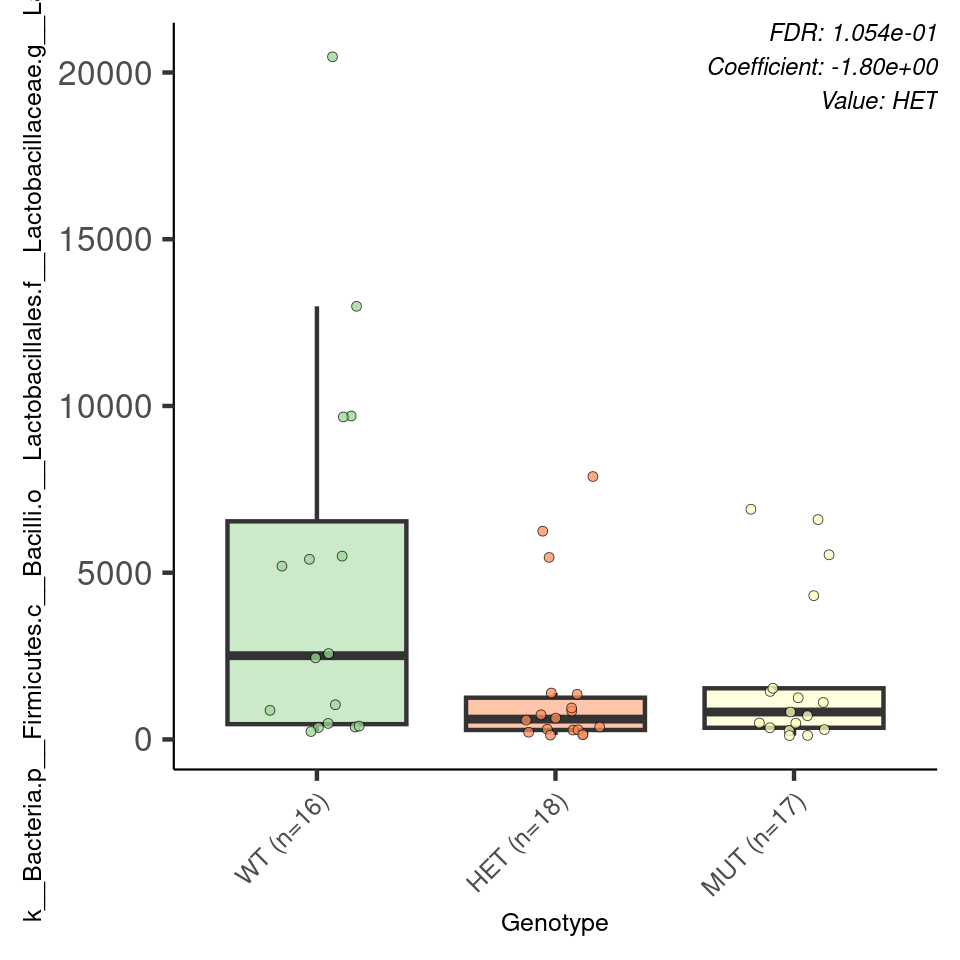 FDR: 1.054e-01
Coefficient: -1.80e+00
Value: HET
k__Bacteria.p__Firmicutes.c__Bacilli.o__Lactobacillales.f__Lactobacillaceae.g__
20000
15000
10000
5000
0
WT (n=16)
HET (n=18)
MUT (n=17)
Genotype